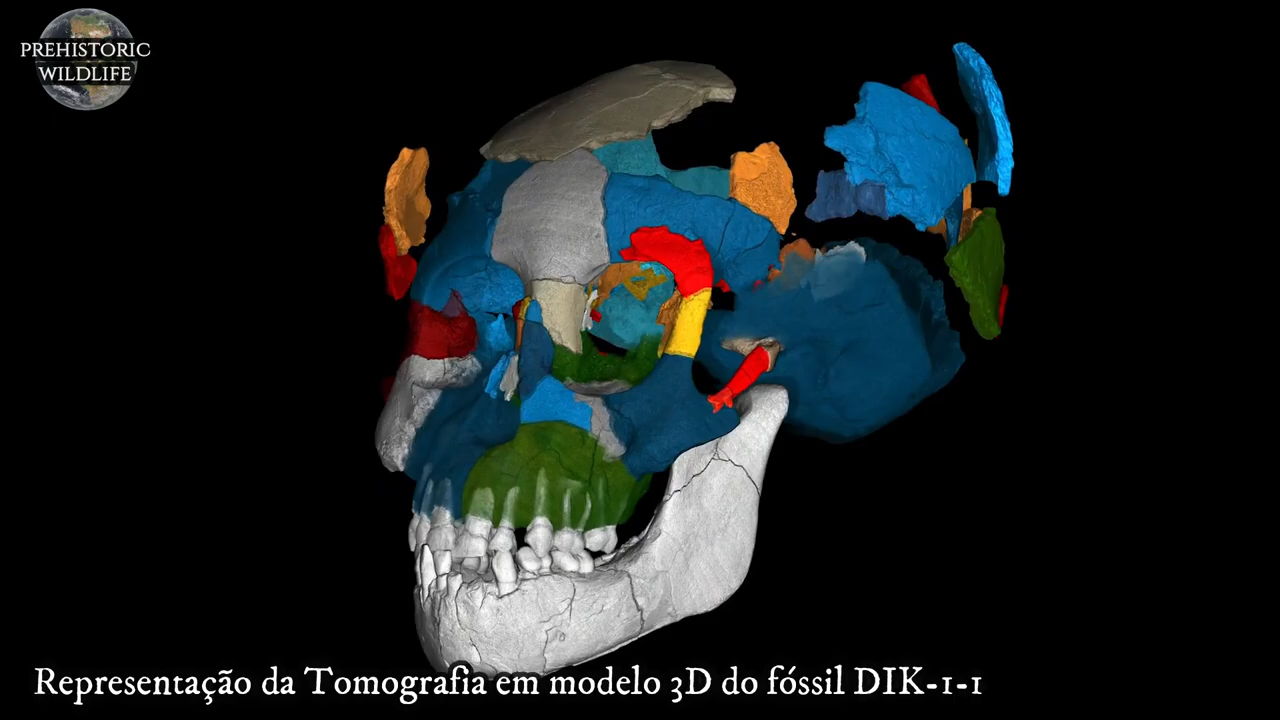 PREHISTORIC
WILDLIFE
Representação da Tomografia em modelo 3D do fóssil DIK-1-1